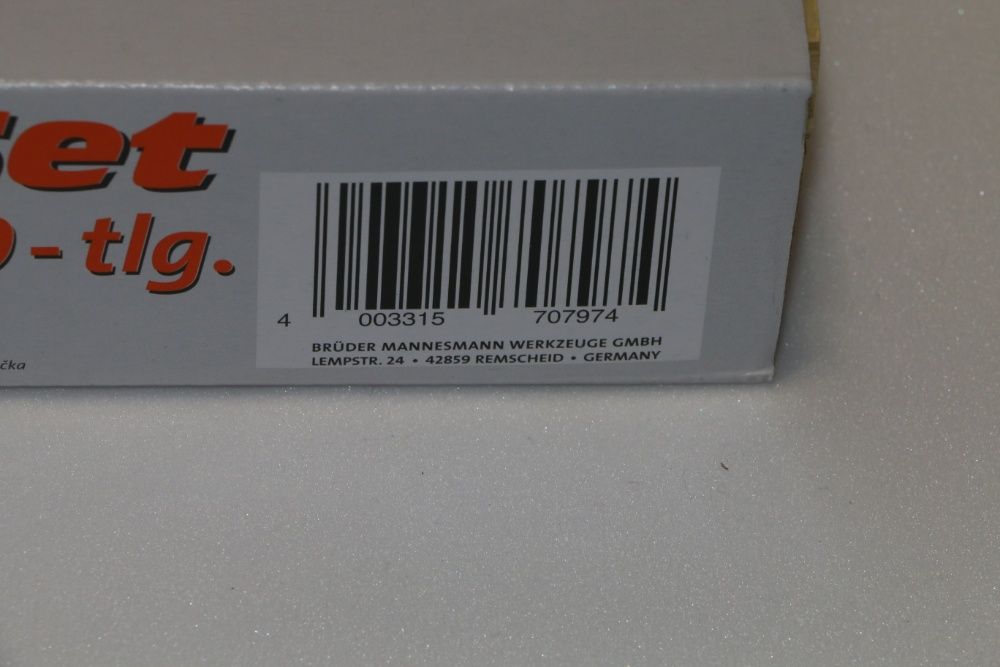 Set
- tlg.
4 003315 707974
BRÜDER MANNESMANN WERKZEUGE GMBH
LEMPSTR. 24 • 42859 REMSCHEID • GERMANY